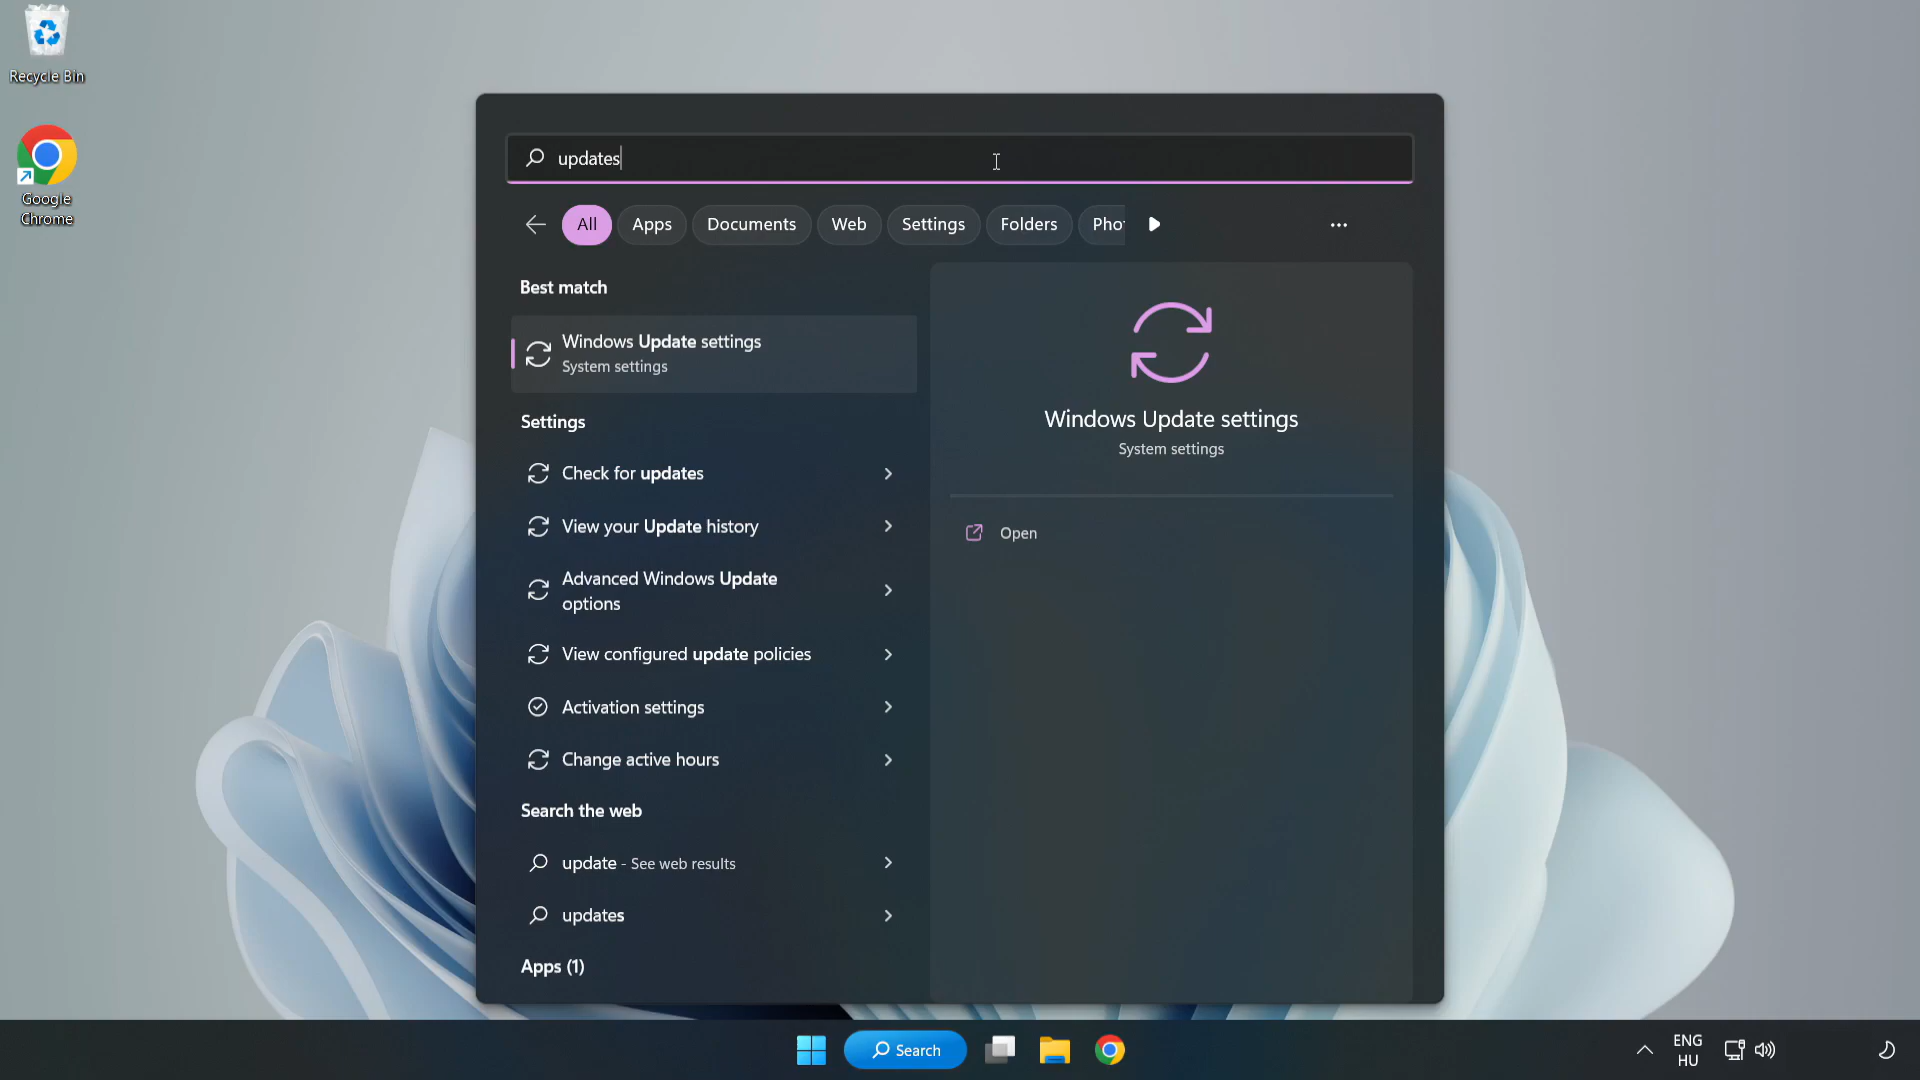 Recycle Bin
Google
Chrome
updates
All
Apps
Documents
Web
Settings
Folders
Pho
Best match
Windows Update settings
System settings
Settings
Check for updates
View your Update history
Advanced Windows Update
options
View configured update policies
Activation settings
Change active hours
Search the web
update - See web results
updates
Apps (1)
Windows Update settings
System settings
Open
Search
ENG
HU